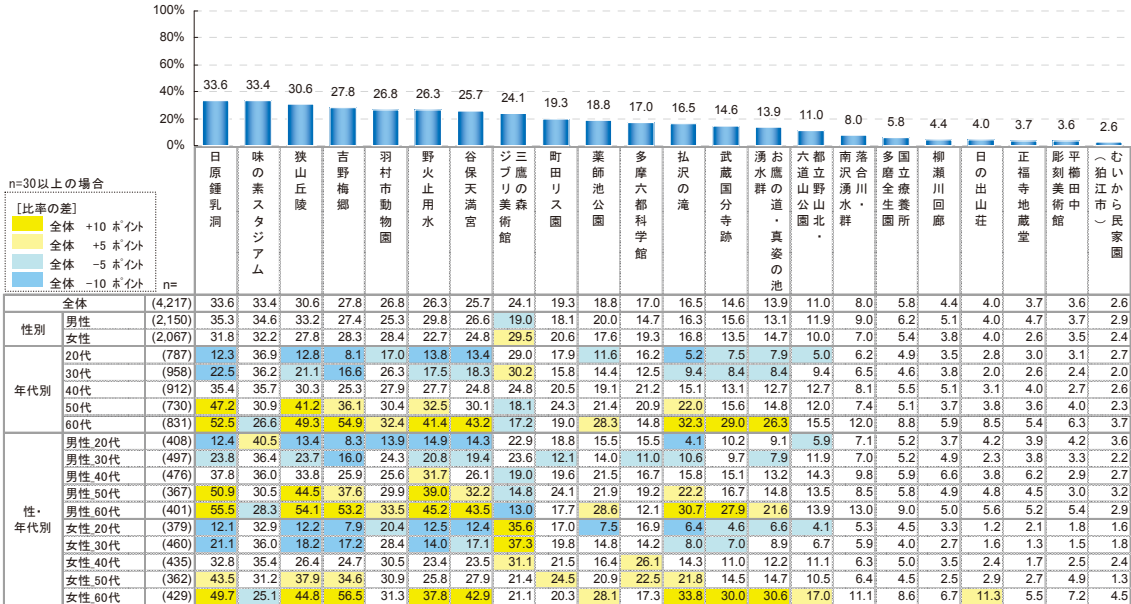 100%
80%
60%
40%
20%
0%
33.6 33.4 30.6 27.8 26.8 26.3 25.7 24.1 19.3 18.8 17.0 16.5 14.6 13.9 11.0 8.0 5.8 4.4 4.0 3.7 3.6 2.6
日原鍾乳洞
味の素スタジアム
狭山丘陵
吉野梅郷
羽村市動物園
野火止用水
谷保天満宮
三鷹の森
ジブリ美術館
町田リス園
薬師池公園
多摩六都科学館
払沢の滝
武蔵国分寺跡
お鷹の道・真姿の池
湧水群
都立野山北・
六道山公園
落合川・
南沢湧水群
国立療養所
多磨全生園
柳瀬川回廊
日の出山荘
正福寺地蔵堂
平櫛田中
彫刻美術館
むいから民家園
(狛江市)
n=30以上の場合
[比率の差]
全体 +10 ポイント
全体 +5 ポイント
全体 -5 ポイント
全体 -10 ポイント
n=
全体 (4,217) 33.6 33.4 30.6 27.8 26.8 26.3 25.7 24.1 19.3 18.8 17.0 16.5 14.6 13.9 11.0 8.0 5.8 4.4 4.0 3.7 3.6 2.6
性別
男性 (2,150) 35.3 34.6 33.2 27.4 25.3 29.8 26.6 19.0 18.1 20.0 14.7 16.3 15.6 13.1 11.9 9.0 6.2 5.1 4.0 4.7 3.7 2.9
女性 (2,067) 31.8 32.2 27.8 28.3 28.4 22.7 24.8 29.5 20.6 17.6 19.3 16.8 13.5 14.7 10.0 7.0 5.4 3.8 4.0 2.6 3.5 2.4
年代別
20代 (787) 12.3 36.9 12.8 8.1 17.0 13.8 13.4 29.0 17.9 11.6 16.2 5.2 7.5 7.9 5.0 6.2 4.9 3.5 2.8 3.0 3.1 2.7
30代 (958) 22.5 36.2 21.1 16.6 26.3 17.5 18.3 30.2 15.8 14.4 12.5 9.4 8.4 8.4 9.4 6.5 4.6 3.8 2.0 2.6 2.4 2.0
40代 (912) 35.4 35.7 30.3 25.3 27.9 27.7 24.8 24.8 20.5 19.1 21.2 15.1 13.1 12.7 12.7 8.1 5.5 5.1 3.1 4.0 2.7 2.6
50代 (730) 47.2 30.9 41.2 36.1 30.4 32.5 30.1 18.1 24.3 21.4 20.9 22.0 15.6 14.8 12.0 7.4 5.1 3.7 3.8 3.6 4.0 2.3
60代 (831) 52.5 26.6 49.3 54.9 32.4 41.4 43.2 17.2 19.0 28.3 14.8 32.3 29.0 26.3 15.5 12.0 8.8 5.9 8.5 5.4 6.3 3.7
性・
年代別
男性_20代 (408) 12.4 40.5 13.4 8.3 13.9 14.9 14.3 22.9 18.8 15.5 15.5 4.1 10.2 9.1 5.9 7.1 5.2 3.7 4.2 3.9 4.2 3.6
男性_30代 (497) 23.8 36.4 23.7 16.0 24.3 20.8 19.4 23.6 12.1 14.0 11.0 10.6 9.7 7.9 11.9 7.0 5.2 4.9 2.3 3.8 3.3 2.2
男性_40代 (476) 37.8 36.0 33.8 25.9 25.6 31.7 26.1 19.0 19.6 21.5 16.7 15.8 15.1 13.2 14.3 9.8 5.9 6.6 3.8 6.2 2.9 2.7
男性_50代 (367) 50.9 30.5 44.5 37.6 29.9 39.0 32.2 14.8 24.1 21.9 19.2 22.2 16.7 14.8 13.5 8.5 5.8 4.9 4.8 4.5 3.0 3.2
男性_60代 (401) 55.5 28.3 54.1 53.2 33.5 45.2 43.5 13.0 17.7 28.6 12.1 30.7 27.9 21.6 13.9 13.0 9.0 5.0 5.6 5.2 5.4 2.9
女性_20代 (379) 12.1 32.9 12.2 7.9 20.4 12.5 12.4 35.6 17.0 7.5 16.9 6.4 4.6 6.6 4.1 5.3 4.5 3.3 1.2 2.1 1.8 1.6
女性_30代 (460) 21.1 36.0 18.2 17.2 28.4 14.0 17.1 37.3 19.8 14.8 14.2 8.0 7.0 8.9 6.7 5.9 4.0 2.7 1.6 1.3 1.5 1.8
女性_40代 (435) 32.8 35.4 26.4 24.7 30.5 23.4 23.5 31.1 21.5 16.4 26.1 14.3 11.0 12.2 11.1 6.3 5.0 3.5 2.4 1.7 2.5 2.4
女性_50代 (362) 43.5 31.2 37.9 34.6 30.9 25.8 27.9 21.4 24.5 20.9 22.5 21.8 14.5 14.7 10.5 6.4 4.5 2.5 2.9 2.7 4.9 1.3
女性_60代 (429) 49.7 25.1 44.8 56.5 31.3 37.8 42.9 21.1 20.3 28.1 17.3 33.8 30.0 30.6 17.0 11.1 8.6 6.7 11.3 5.5 7.2 4.5